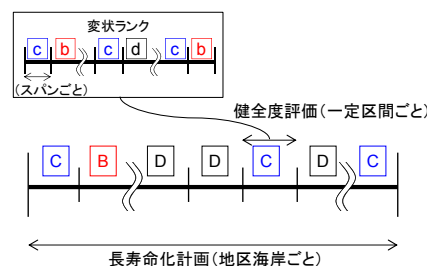 変状ランク
c b c d c b
(スパンごと)
健全度評価(一定区間ごと)
C B D D C D C
長寿命化計画(地区海岸ごと)